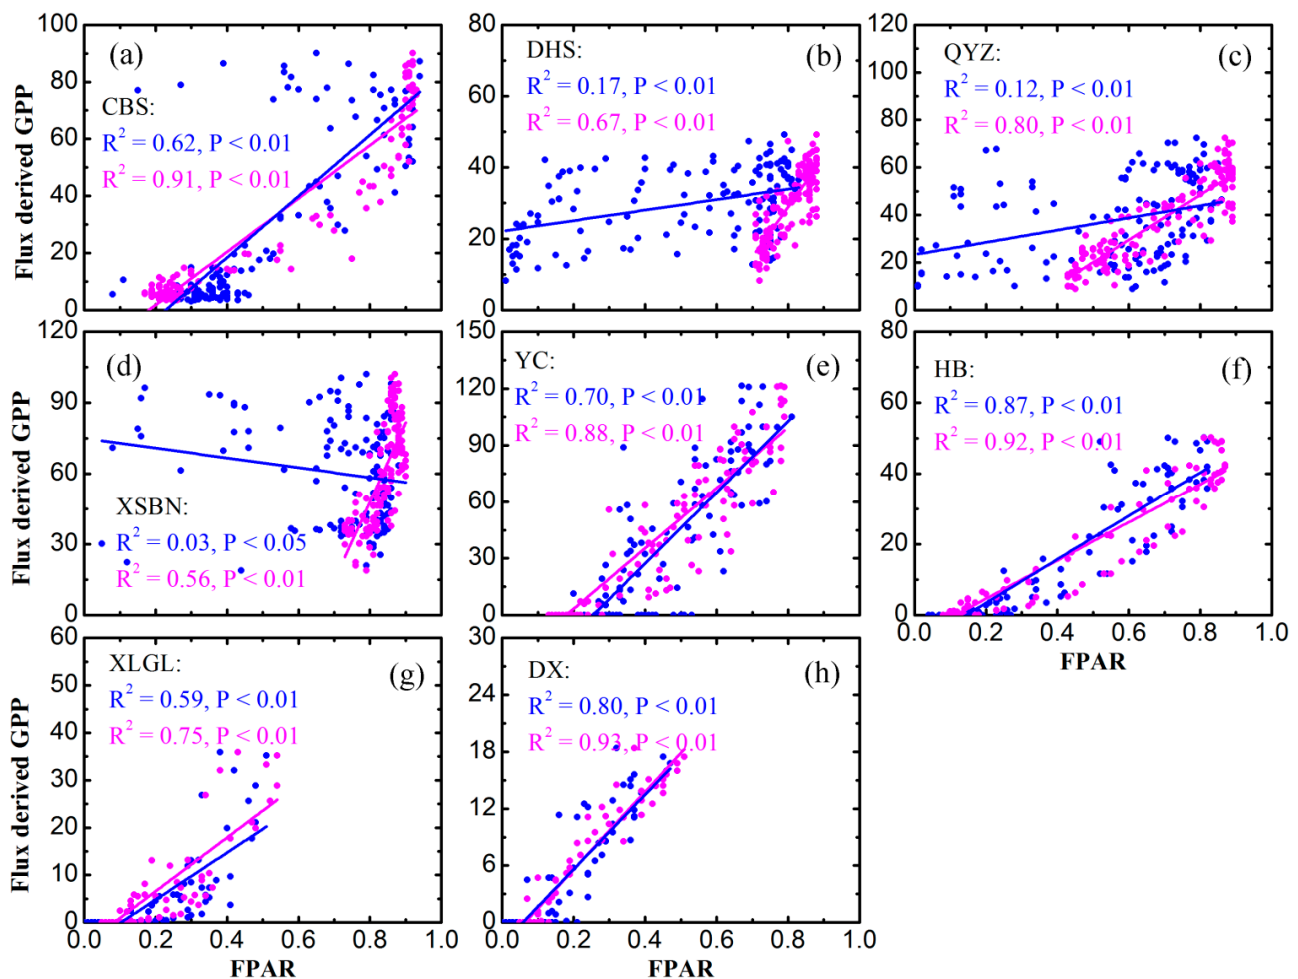 100
80
60
40
20
0
Flux derived GPP
(a)
CBS:
R² = 0.62, P < 0.01
R² = 0.91, P < 0.01
80
60
40
20
0
DHS:
(b)
R² = 0.17, P < 0.01
R² = 0.67, P < 0.01
120
100
80
60
40
20
0
QYZ:
(c)
R² = 0.12, P < 0.01
R² = 0.80, P < 0.01
120
90
60
30
0
Flux derived GPP
(d)
XSBN:
R² = 0.03, P < 0.05
R² = 0.56, P < 0.01
150
120
90
60
30
0
YC:
(e)
R² = 0.70, P < 0.01
R² = 0.88, P < 0.01
80
60
40
20
0
HB:
(f)
R² = 0.87, P < 0.01
R² = 0.92, P < 0.01
0.0 0.2 0.4 0.6 0.8 1.0
FPAR
60
50
40
30
20
10
0
Flux derived GPP
XLGL:
(g)
R² = 0.59, P < 0.01
R² = 0.75, P < 0.01
0.0 0.2 0.4 0.6 0.8 1.0
FPAR
30
24
18
12
6
0
DX:
(h)
R² = 0.80, P < 0.01
R² = 0.93, P < 0.01
0.0 0.2 0.4 0.6 0.8 1.0
FPAR